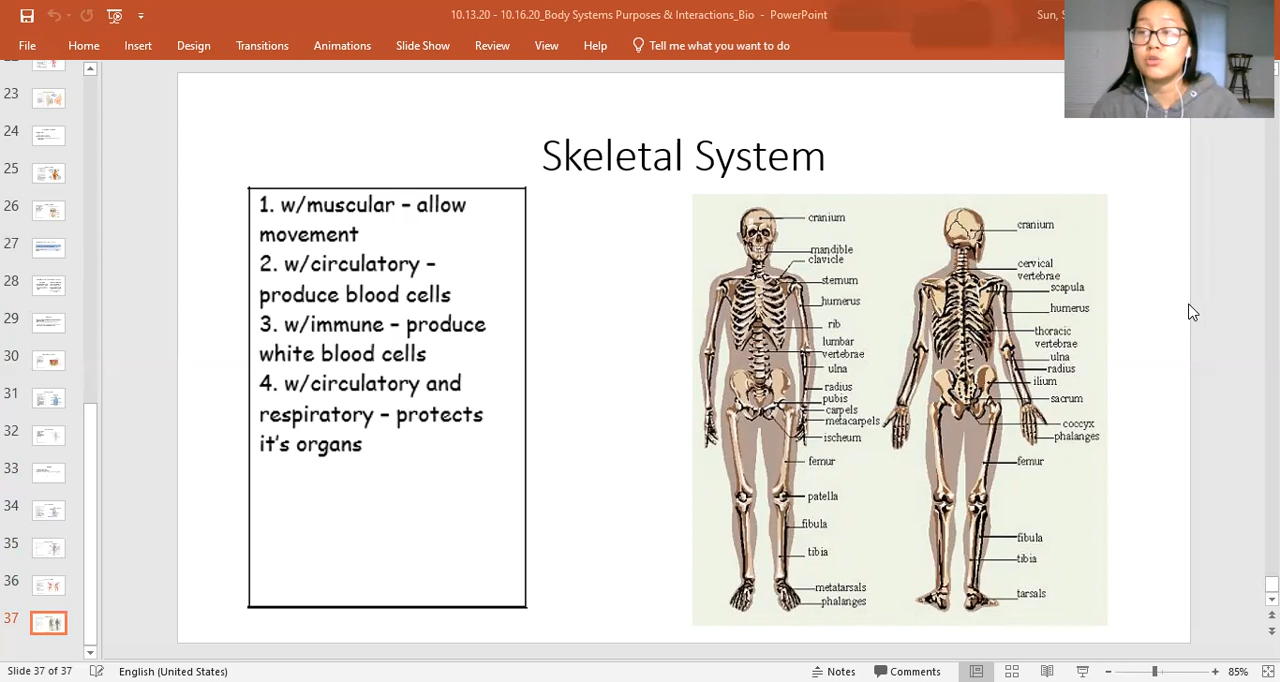 10.13.20 - 10.16.20_Body Systems Purposes & Interactions_Bio - PowerPoint
Sun, S
File Home Insert Design Transitions Animations Slide Show Review View Help Tell me what you want to do
23
24
25
26
27
28
29
30
31
32
33
34
35
36
37
Skeletal System
1. w/muscular – allow
movement
2. w/circulatory –
produce blood cells
3. w/immune – produce
white blood cells
4. w/circulatory and
respiratory – protects
it's organs
cranium
mandible
clavicle
sternum
humerus
rib
lumbar
vertebrae
ulna
radius
pubis
carpels
metacarpels
ischeum
femur
patella
fibula
tibia
metatarsals
phalanges
cranium
cervical
vertebrae
scapula
humerus
thoracic
vertebrae
ulna
radius
ilium
sacrum
coccyx
phalanges
femur
fibula
tibia
tarsals
Slide 37 of 37 English (United States) Notes Comments 85%